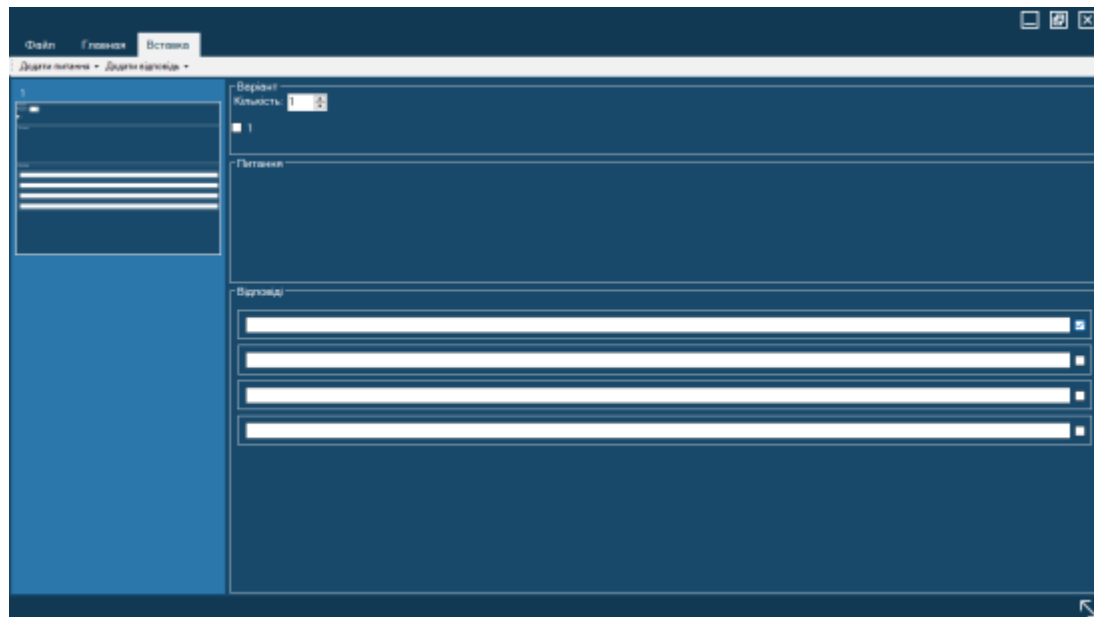 Файл Главная Вставка
Додати питання Додати відповідь
1
Варіант
Кількість: 1
1
Питання
Відповіді